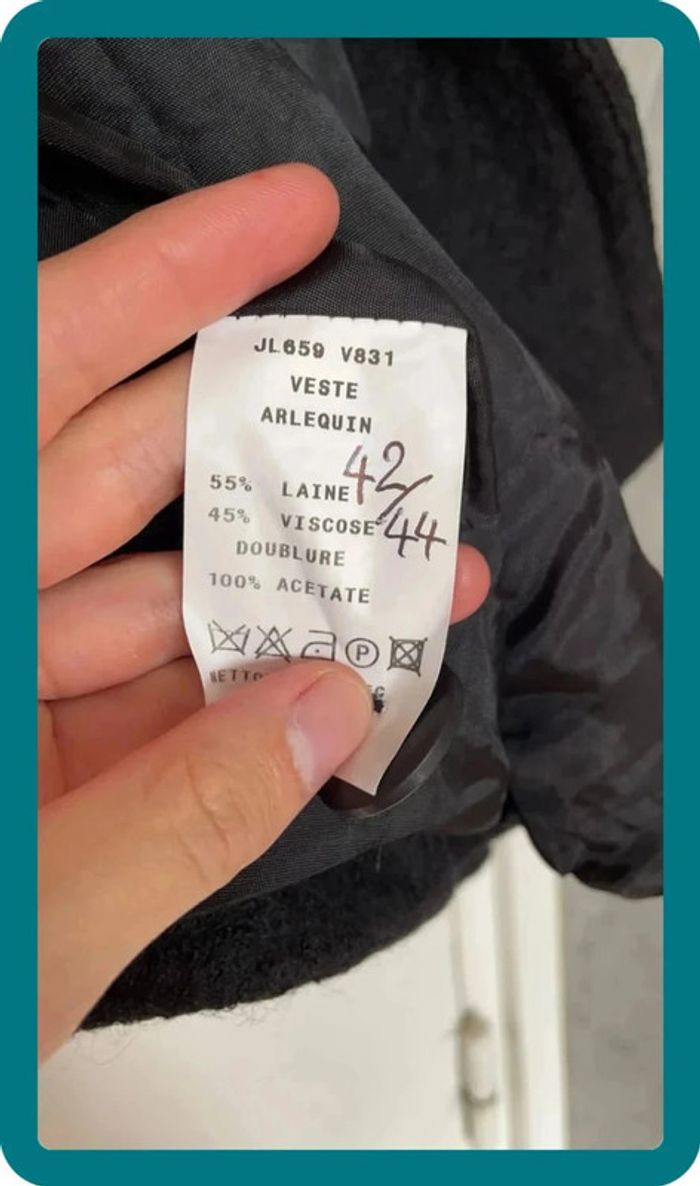 JL659 V831
VESTE
ARLEQUIN
42/44
55% LAINE
45% VISCOSE
DOUBLURE
100% ACETATE
P